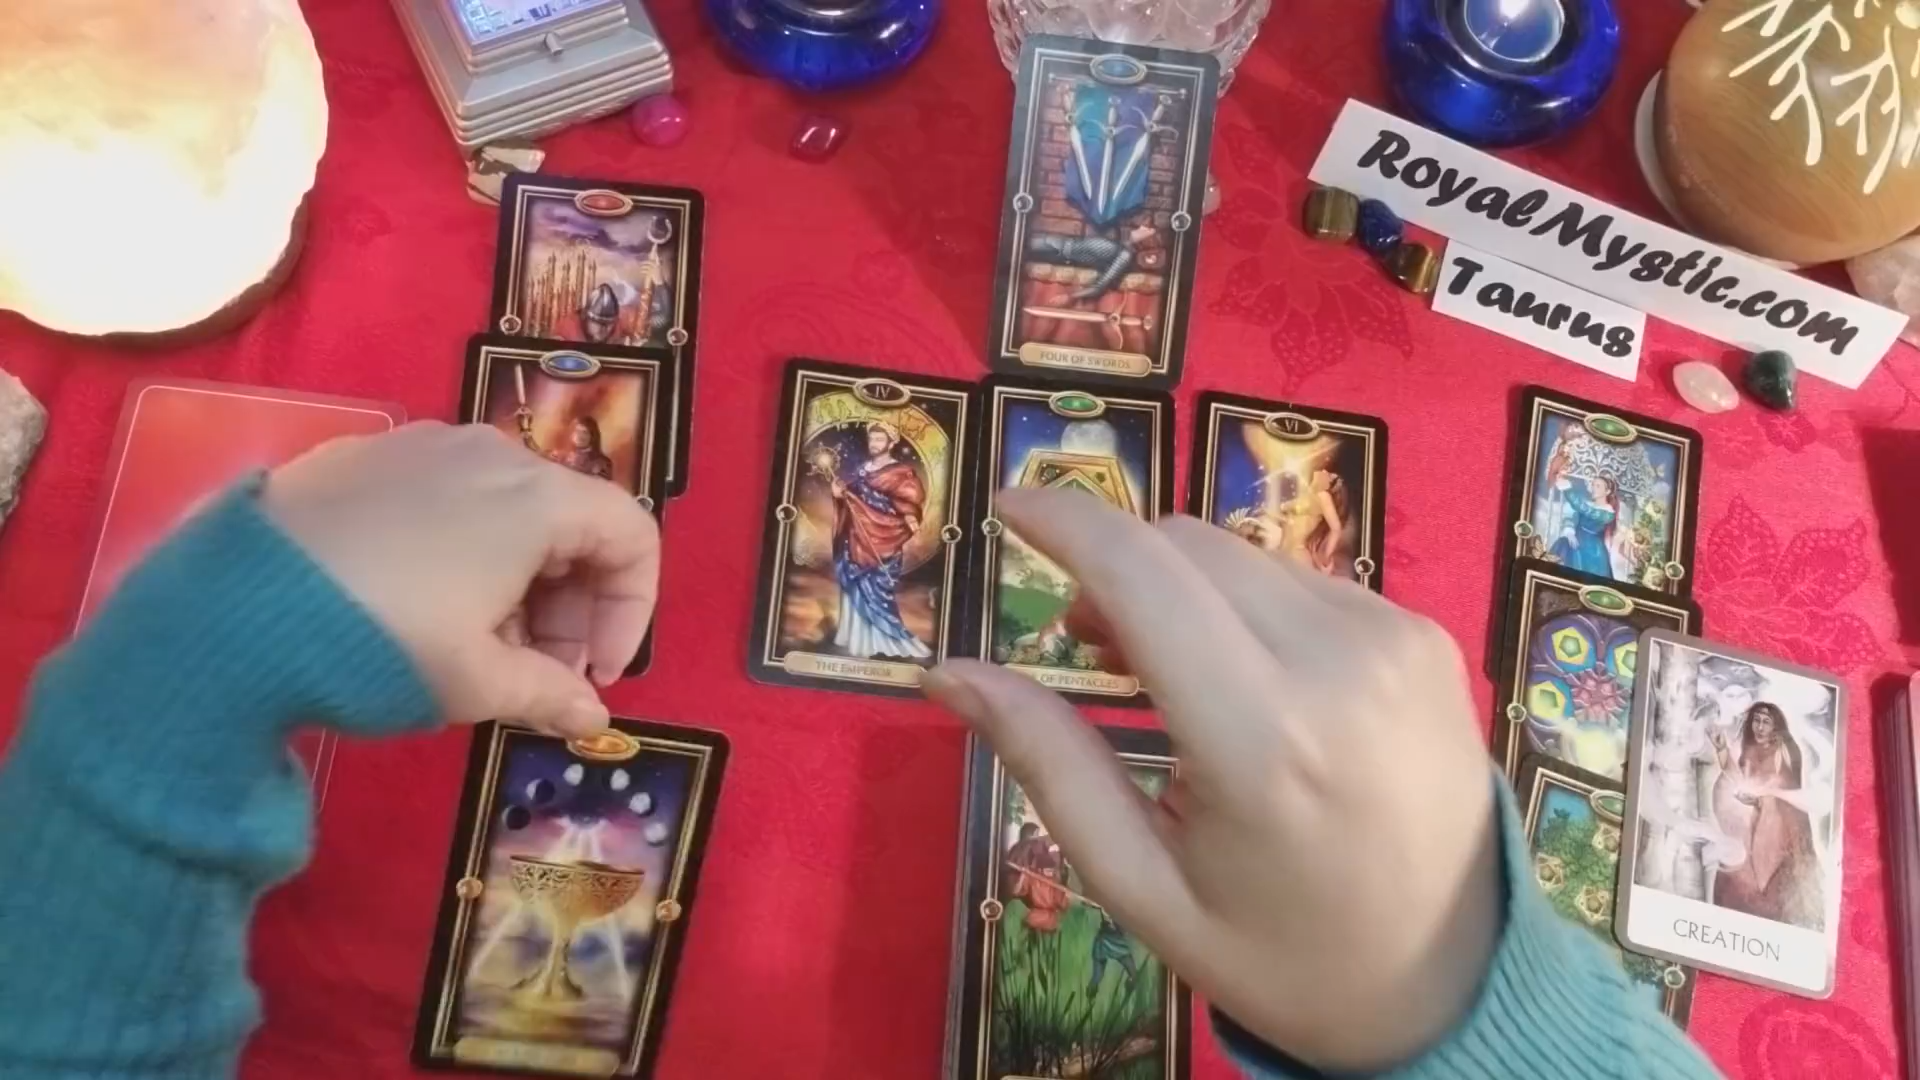 RoyalMystic.com
Taurus
FOUR OF SWORDS
IV
VI
THE EMPEROR
OF PENTACLES
CREATION